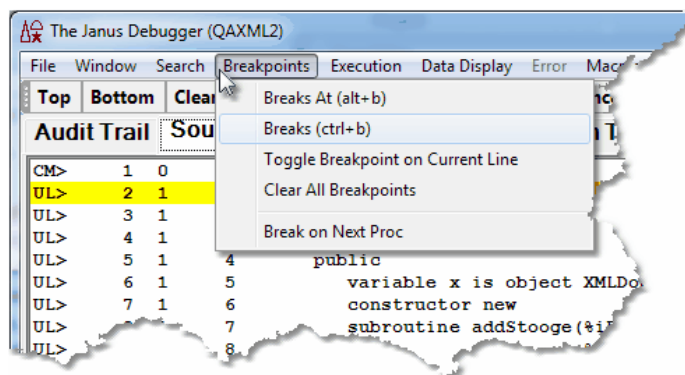 The Janus Debugger (QAXML2)
File Window Search Breakpoints Execution Data Display Error
Top Bottom
Breaks At (alt+b)
Audit Trail
Breaks (ctrl+b)
Toggle Breakpoint on Current Line
Clear All Breakpoints
Break on Next Proc
CM> 1 0
UL> 2 1
UL> 3 1
UL> 4 1
UL> 5 1 4 public
UL> 6 1 5 variable x is object
UL> 7 1 6 constructor new
UL> 7 subroutine
UL> 8